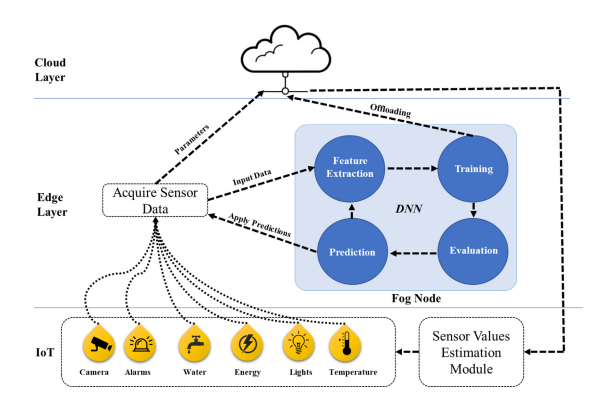 Cloud
Layer
Offloading
Parameters
Feature
Extraction
Training
Input Data
Edge
Layer
Acquire Sensor
Data
DNN
Apply Predictions
Prediction
Evaluation
Fog Node
IoT
Camera
Alarms
Water
Energy
Lights
Temperature
Sensor Values
Estimation
Module